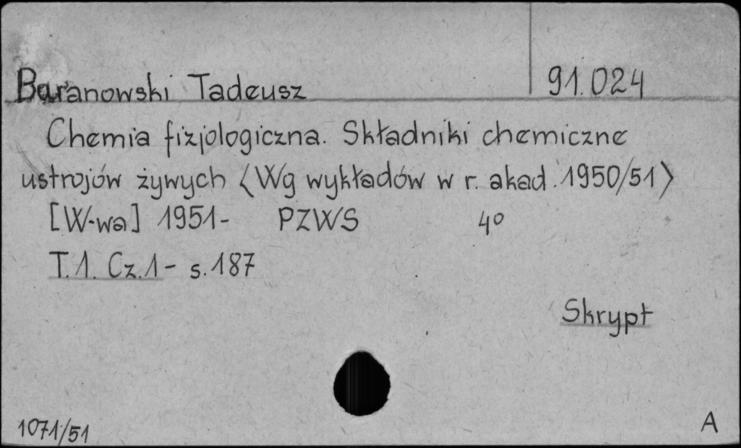 Baranowski Tadeusz 91.024
Chemia fizjologiczna. Składniki chemiczne
ustrojów żywych <Wg wykładów w r. akad. 1950/51>
[W-wa] 1951- PZWS 4º
T.1. Cz.1- s.187
Skrypt
1071/51 A